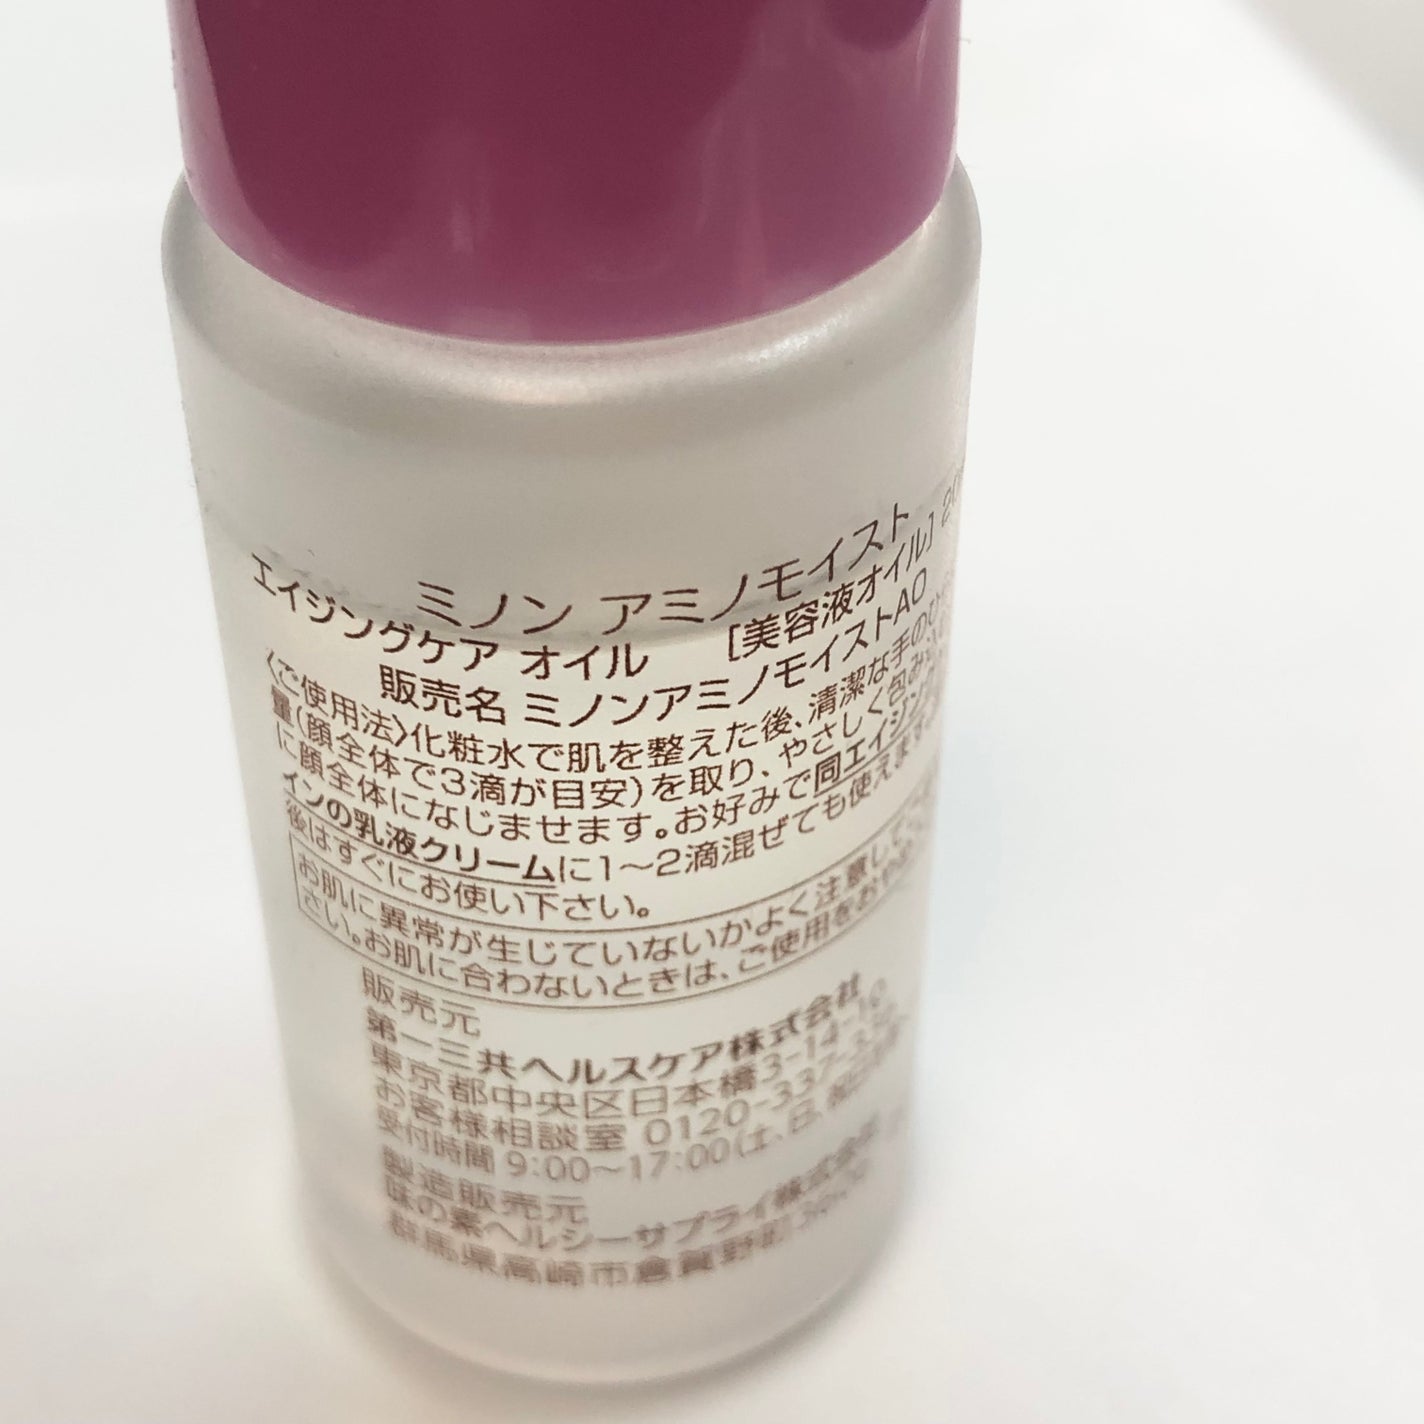 ミノン アミノモイスト
エイジングケア オイル [美容液オイル] 20
販売名 ミノンアミノモイストAO
〈ご使用法〉化粧水で肌を整えた後、清潔な手のひ
量(顔全体で3滴が目安)を取り、やさしく包み込
に顔全体になじませます。お好みで同エイジング
インの乳液クリームに1〜2滴混ぜても使えます。
後はすぐにお使い下さい。
お肌に異常が生じていないかよく注意して
さい。お肌に合わないときは、ご使用をおや
販売元
第一三共ヘルスケア株式会社
東京都中央区日本橋3-14-10
お客様相談室 0120-337-33
受付時間 9:00〜17:00(土、日、祝日
製造販売元
味の素ヘルシーサプライ株式会社
群馬県高崎市倉賀野町